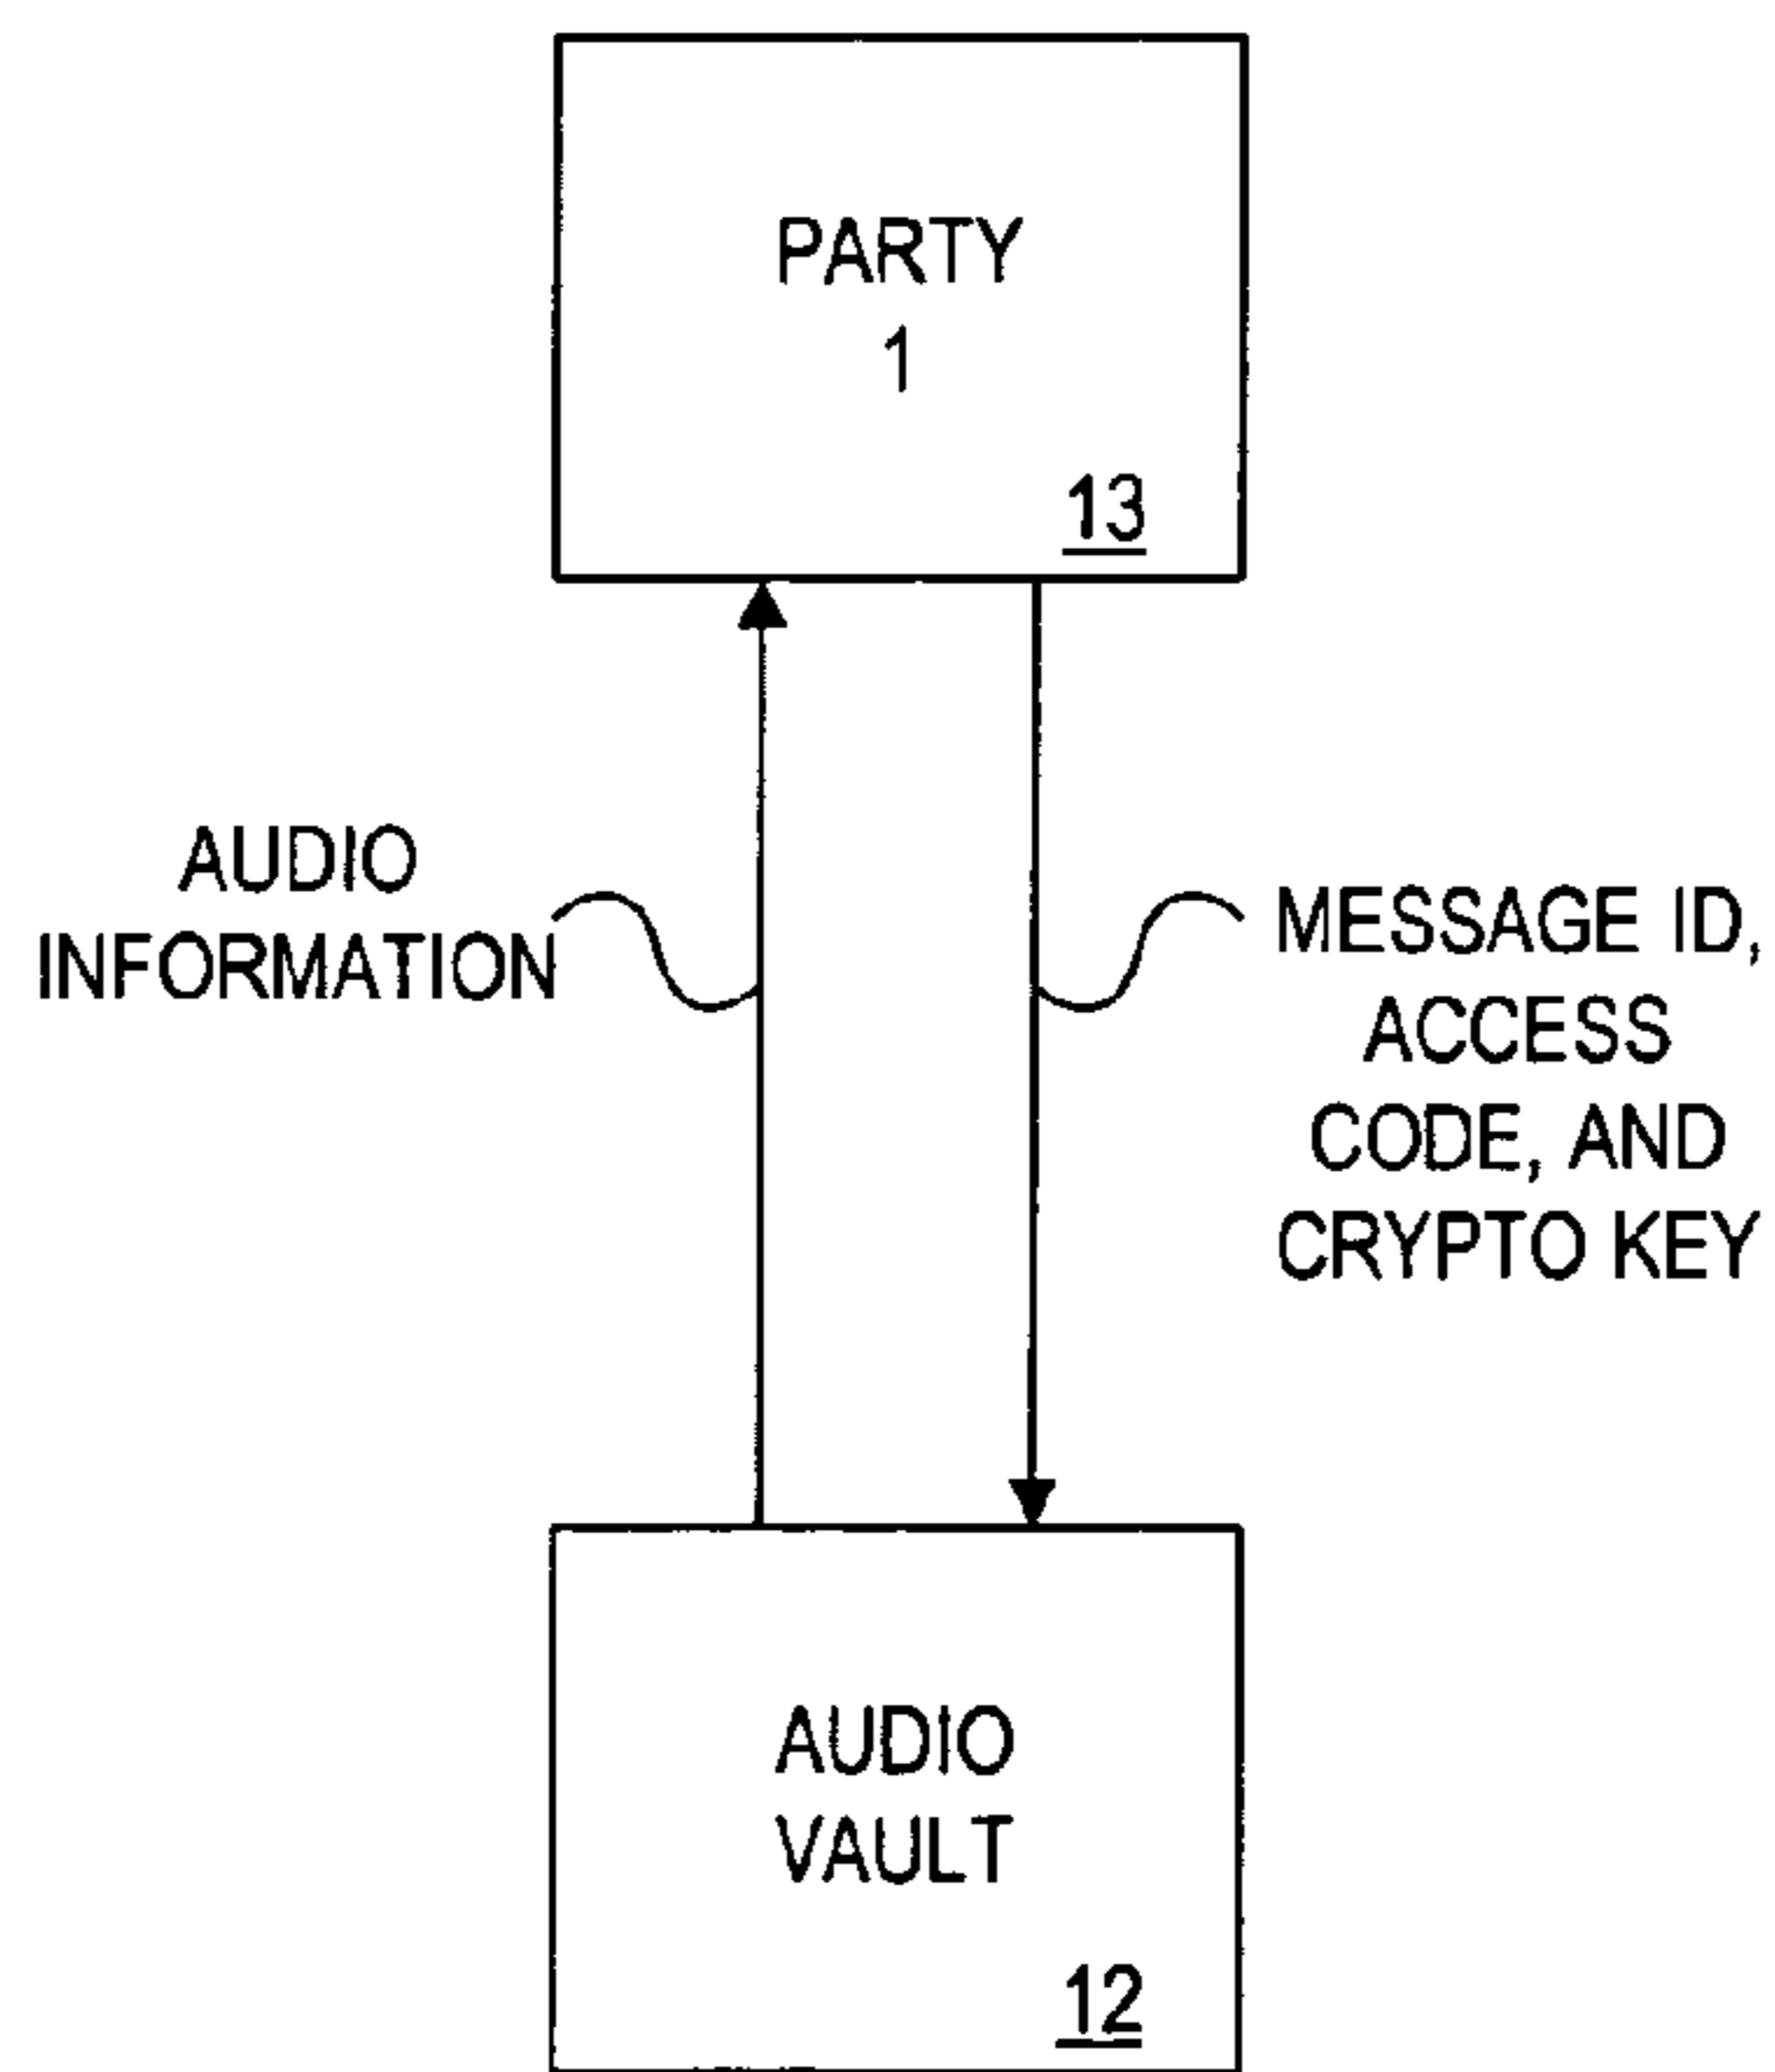 PARTY
1
13
AUDIO
INFORMATION
MESSAGE ID,
ACCESS
CODE, AND
CRYPTO KEY
AUDIO
VAULT
12